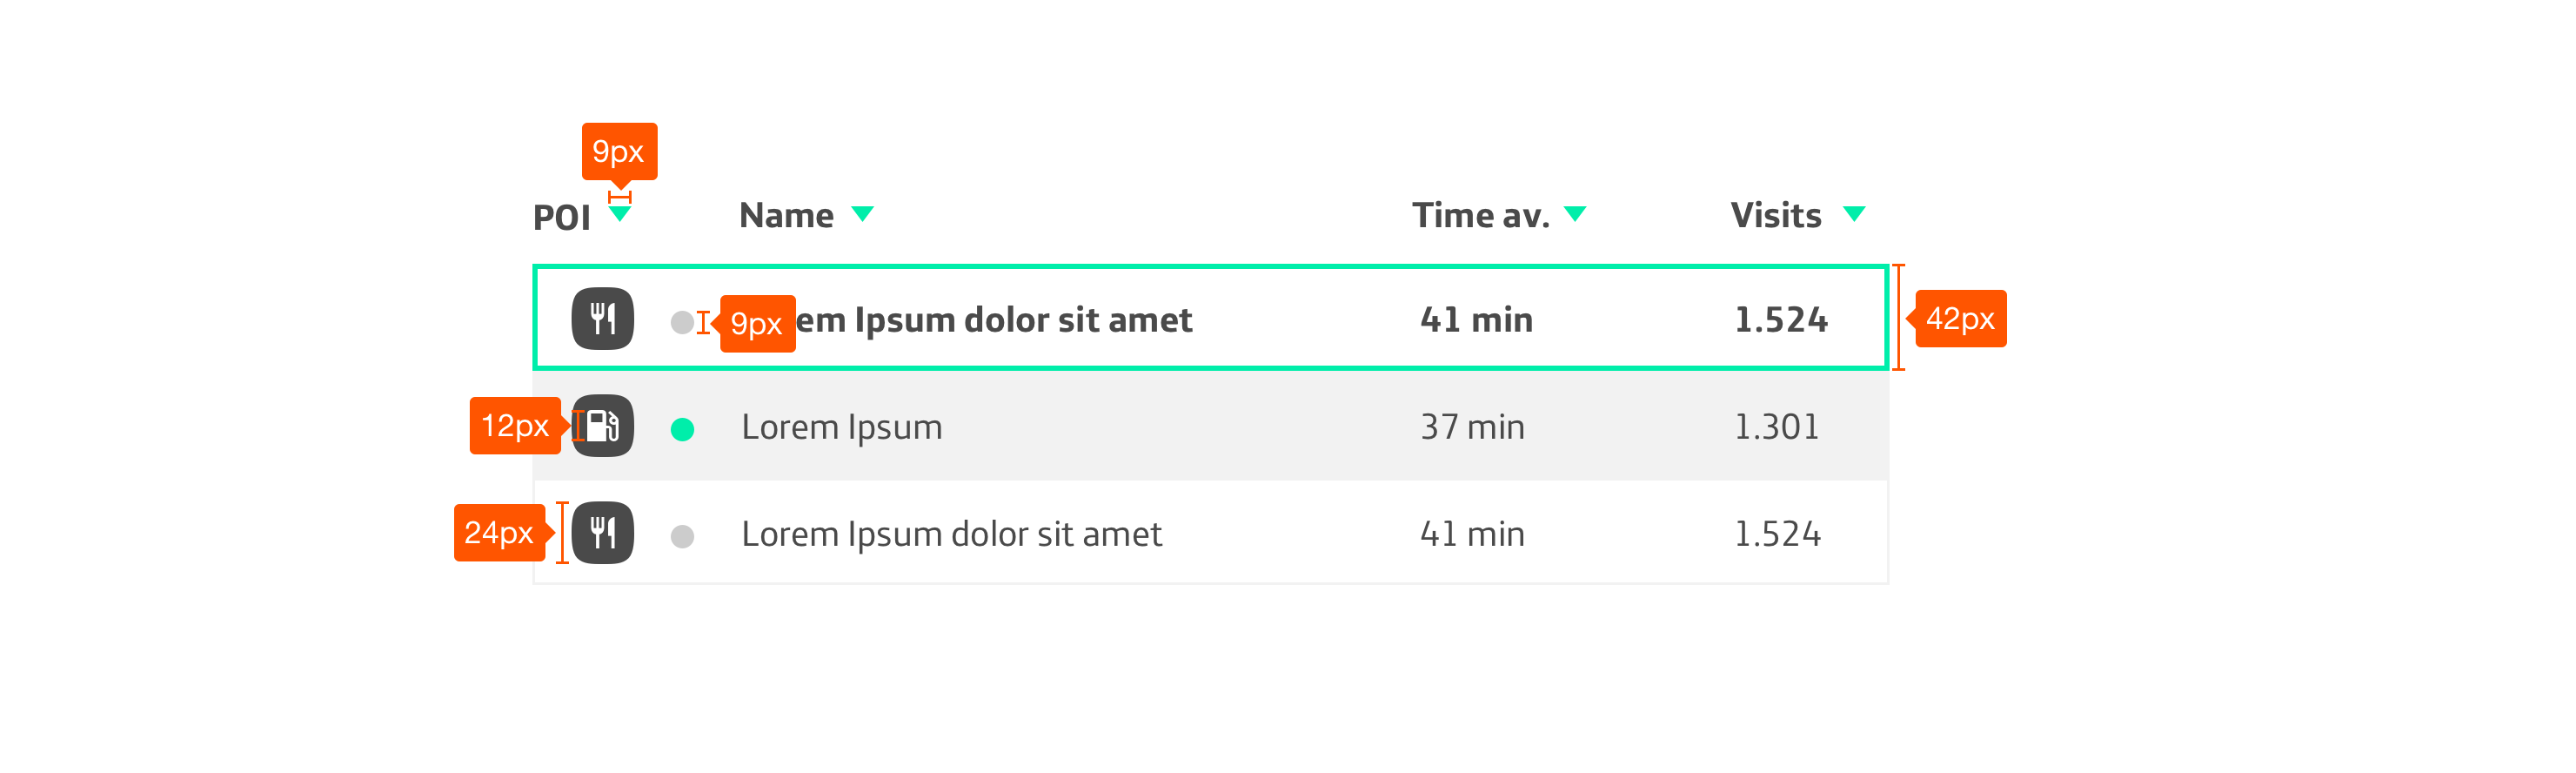 9px
POI Name Time av. Visits
9px em Ipsum dolor sit amet 41 min 1.524 42px
12px Lorem Ipsum 37 min 1.301
24px Lorem Ipsum dolor sit amet 41 min 1.524